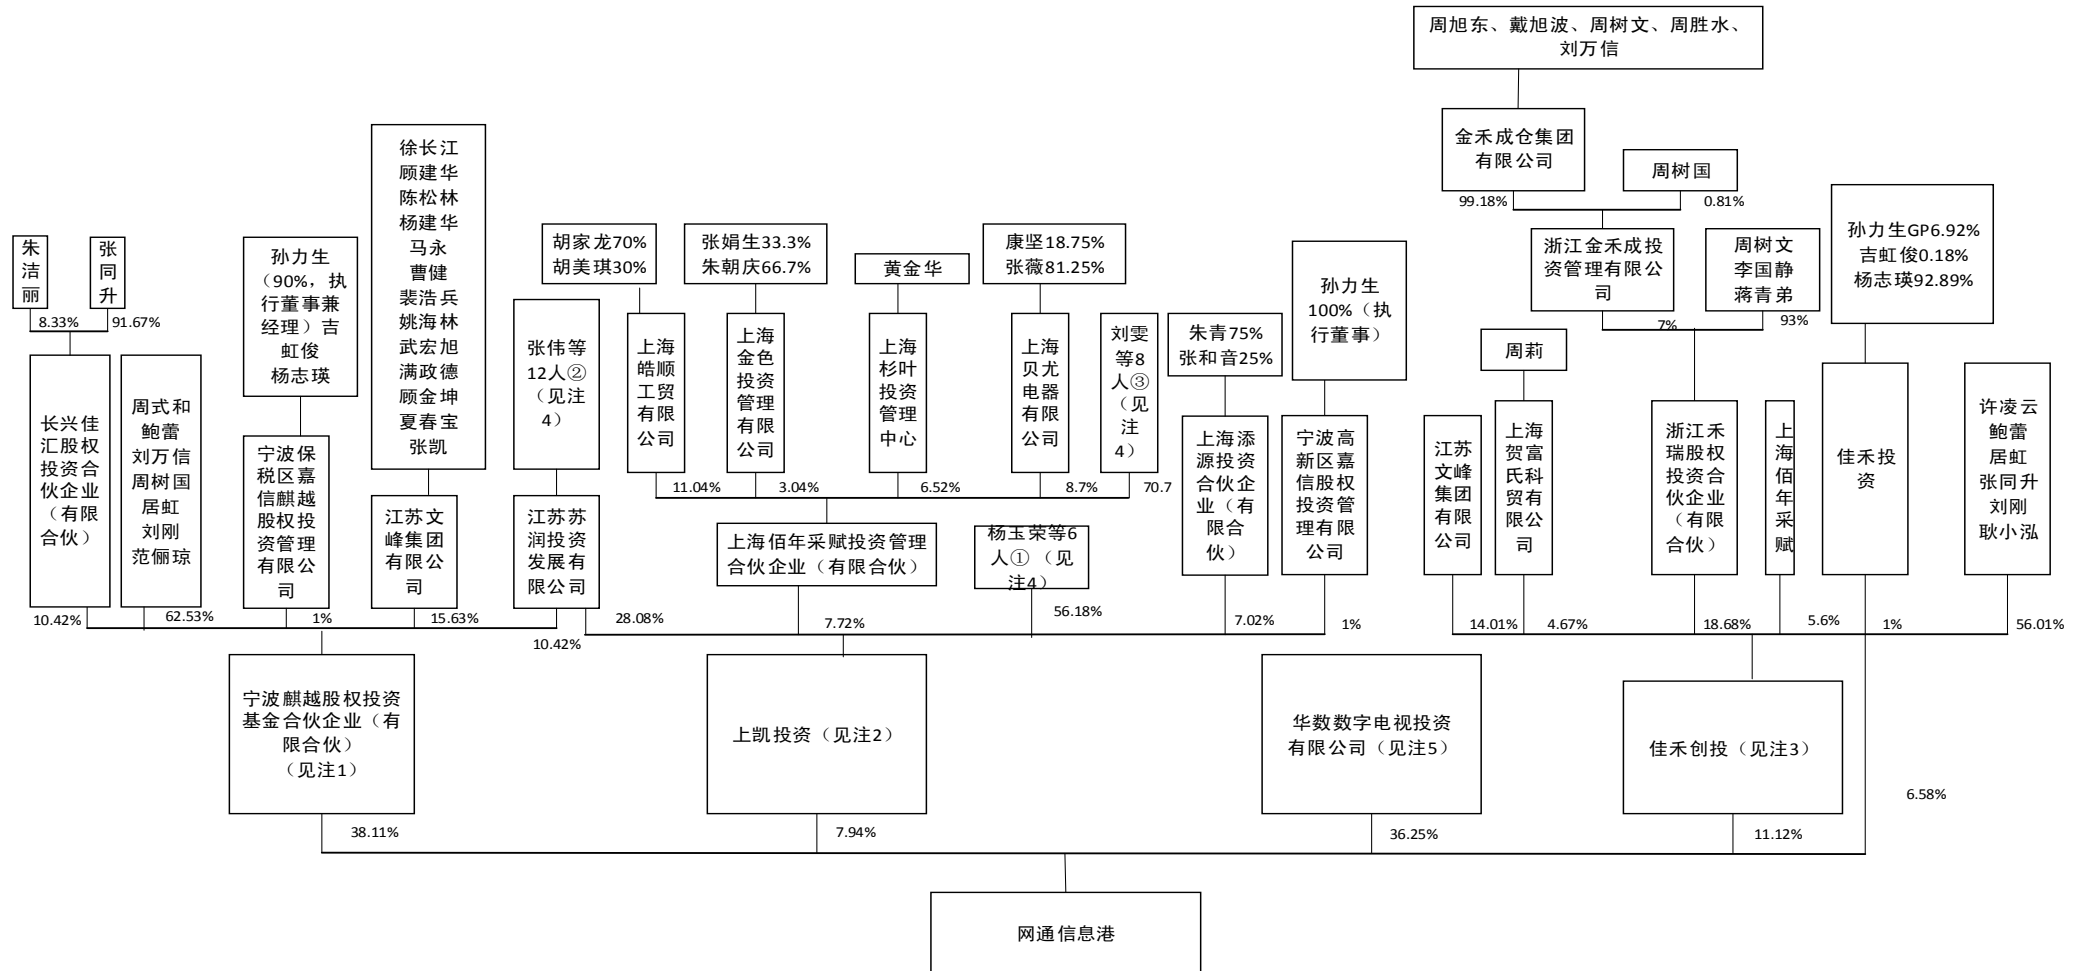 周旭东、戴旭波、周树文、周胜水、
刘万信
金禾成仓集团
有限公司
周树国
99.18%
0.81%
徐长江
顾建华
陈松林
杨建华
马永
曹健
裴浩兵
姚海林
武宏旭
满政德
顾金坤
夏春宝
张凯
朱
洁
丽
张
同
升
8.33%
91.67%
孙力生
（90%，执
行董事兼
经理）吉
虹俊
杨志瑛
胡家龙70%
胡美琪30%
张娟生33.3%
朱朝庆66.7%
黄金华
康坚18.75%
张薇81.25%
孙力生
100%（执
行董事）
浙江金禾成投
资管理有限公
司
周树文
李国静
蒋青弟
7%
93%
孙力生GP6.92%
吉虹俊0.18%
杨志瑛92.89%
张伟等
12人②
（见注
4）
上海
皓顺
工贸
有限
公司
上海
金色
投资
管理
有限
公司
上海
杉叶
投资
管理
中心
上海
贝尤
电器
有限
公司
刘雯
等8
人③
（见
注
4）
朱青75%
张和音25%
周莉
长兴佳
汇股权
投资合
伙企业
（有限
合伙）
周式和
鲍蕾
刘万信
周树国
居虹
刘刚
范俪琼
宁波保
税区嘉
信麒越
股权投
资管理
有限公
司
江苏文
峰集团
有限公
司
江苏苏
润投资
发展有
限公司
11.04%
3.04%
6.52%
8.7%
70.7
上海佰年采赋投资管理
合伙企业（有限合伙）
杨玉荣等6
人①（见
注4）
上海添
源投资
合伙企
业（有
限合
伙）
宁波高
新区嘉
信股权
投资管
理有限
公司
江苏
文峰
集团
有限
公司
上海
贺富
氏科
贸有
限公
司
浙江禾
瑞股权
投资合
伙企业
（有限
合伙）
上海
佰年
采赋
佳禾投
资
许凌云
鲍蕾
居虹
张同升
刘刚
耿小泓
10.42%
62.53%
1%
15.63%
10.42%
28.08%
7.72%
56.18%
7.02%
1%
14.01%
4.67%
18.68%
5.6%
1%
56.01%
宁波麒越股权投资
基金合伙企业（有
限合伙）
（见注1）
上凯投资（见注2）
华数数字电视投资
有限公司（见注5）
佳禾创投（见注3）
38.11%
7.94%
36.25%
11.12%
6.58%
网通信息港